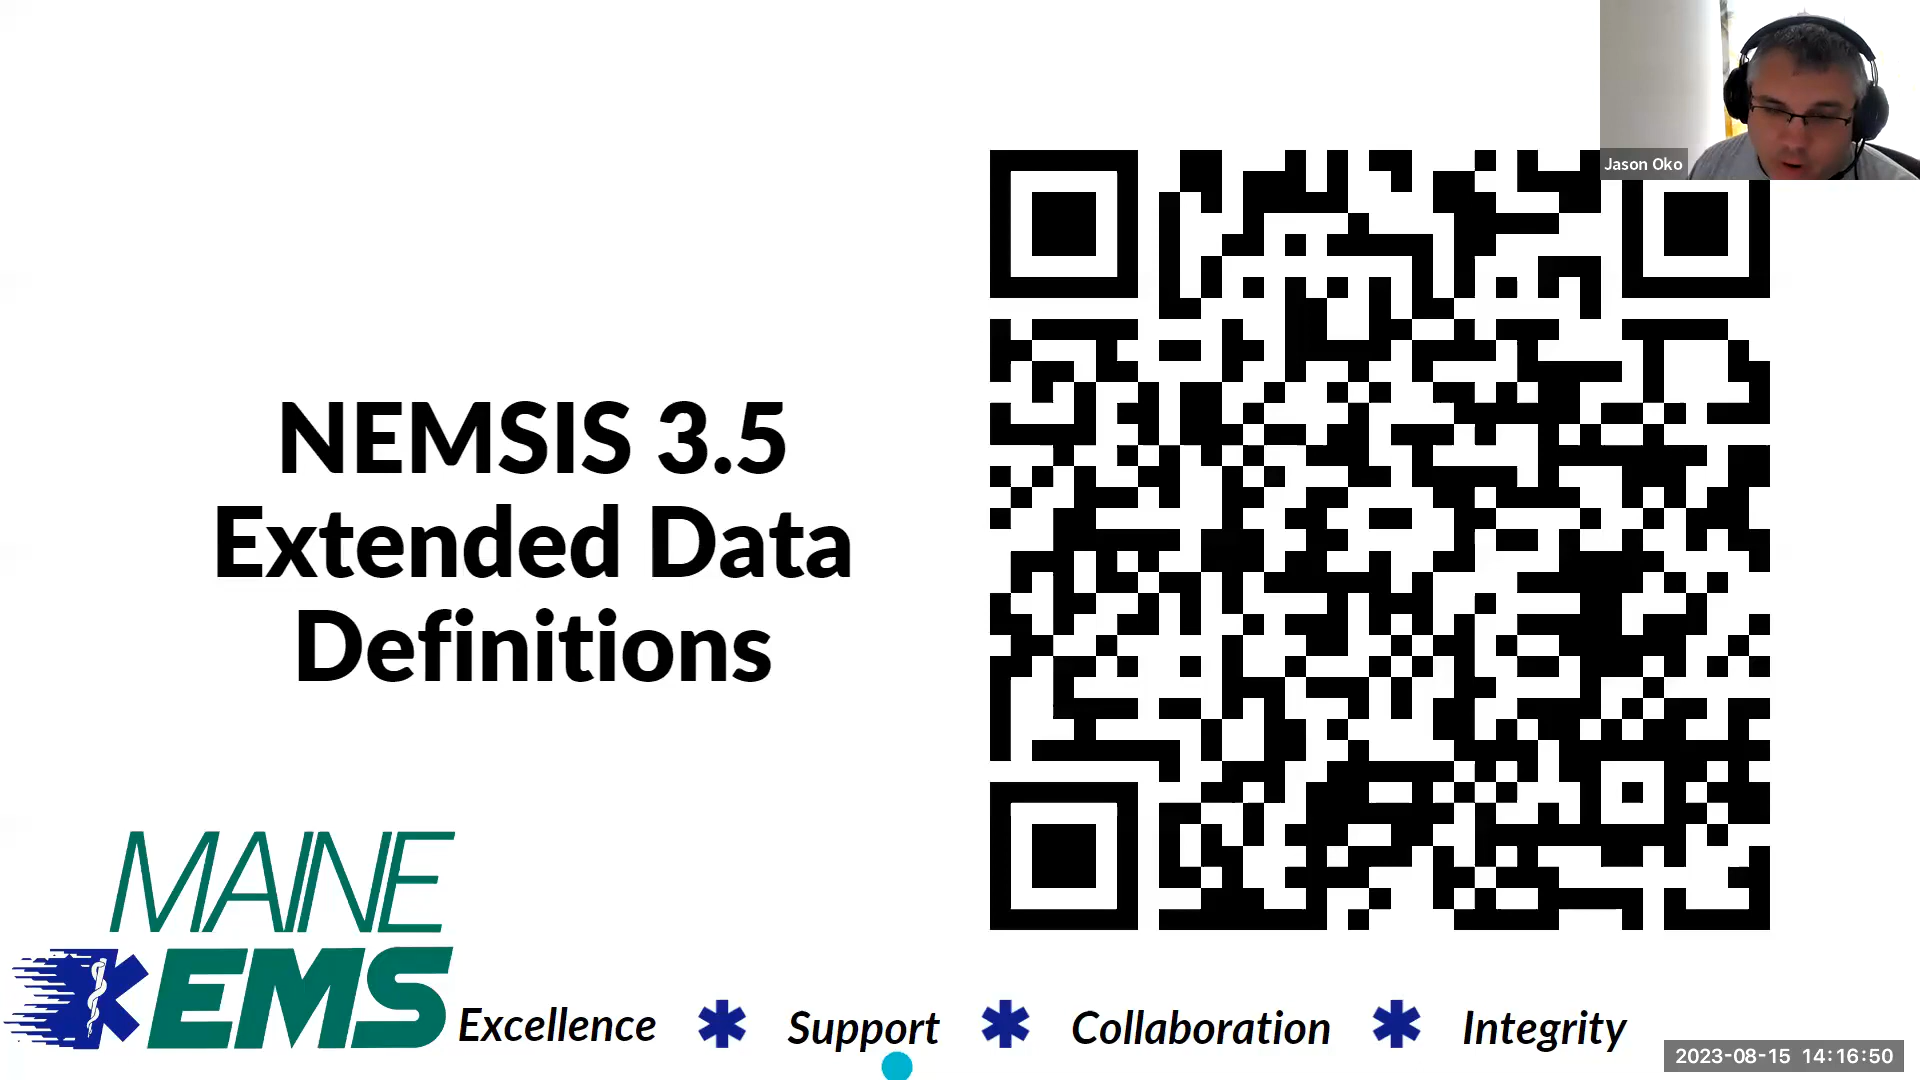 Jason Oko
NEMSIS 3.5
Extended Data
Definitions
MAINE
EMS
Excellence
Support
Collaboration
Integrity
2023-08-15 14:16:50